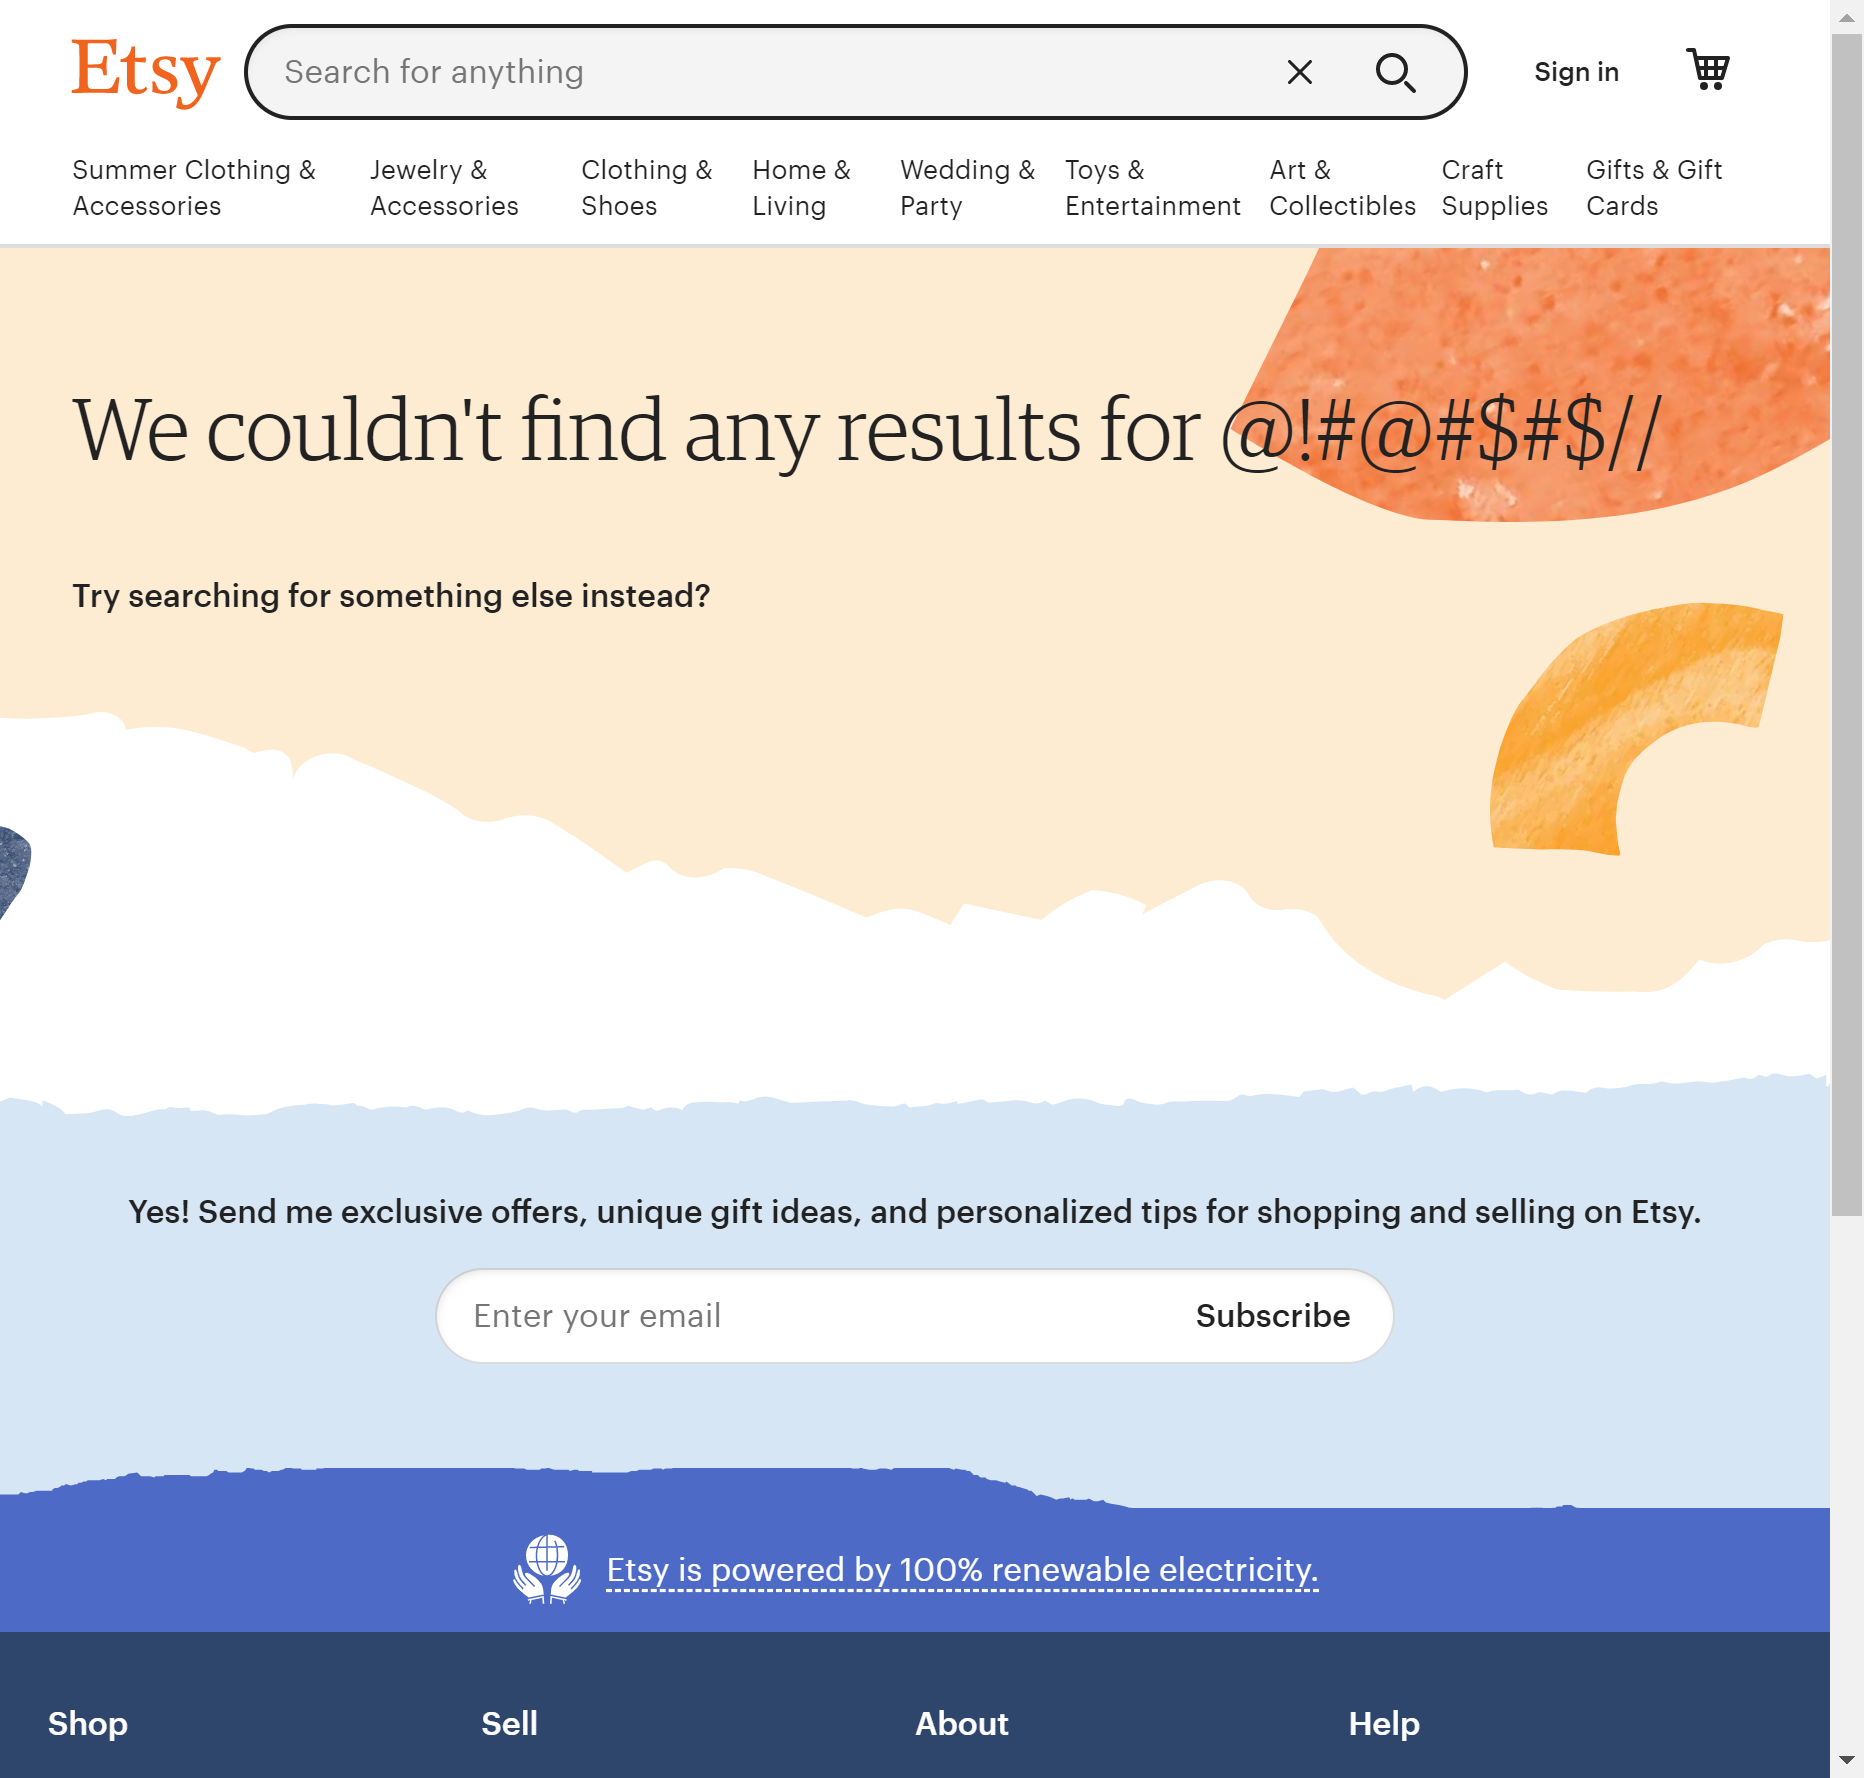 Etsy
Search for anything
Sign in
Summer Clothing &
Accessories
Jewelry &
Accessories
Clothing &
Shoes
Home &
Living
Wedding &
Party
Toys &
Entertainment
Art &
Collectibles
Craft
Supplies
Gifts & Gift
Cards
We couldn't find any results for @!#@#$#$//
Try searching for something else instead?
Yes! Send me exclusive offers, unique gift ideas, and personalized tips for shopping and selling on Etsy.
Enter your email
Subscribe
Etsy is powered by 100% renewable electricity.
Shop
Sell
About
Help